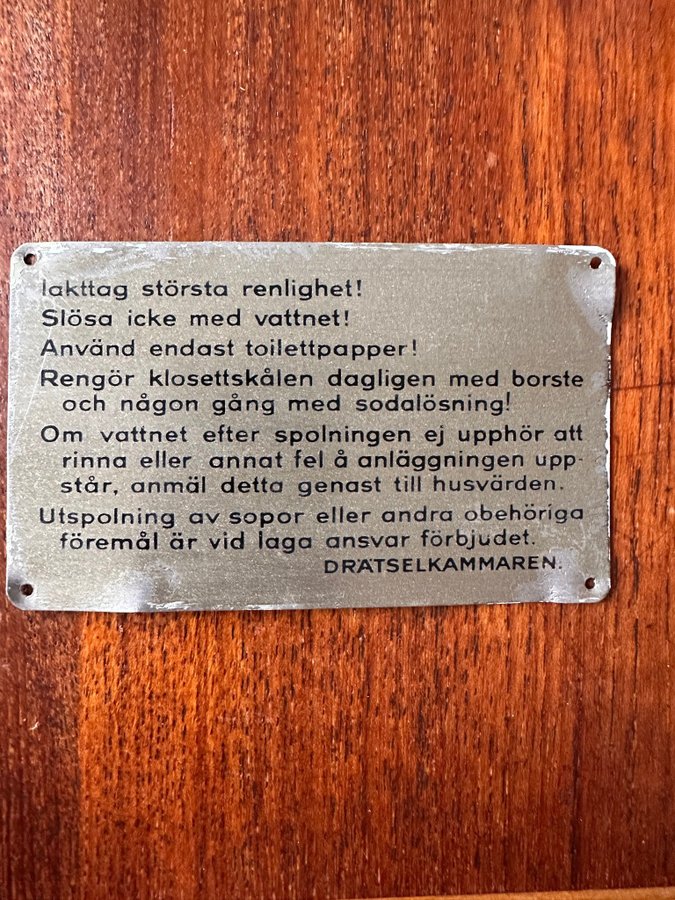 Iakttag största renlighet!
Slösa icke med vattnet!
Använd endast toilettpapper!
Rengör klosettskålen dagligen med borste
och någon gång med sodalösning!
Om vattnet efter spolningen ej upphör att
rinna eller annat fel å anläggningen upp-
står, anmäl detta genast till husvärden.
Utspolning av sopor eller andra obehöriga
föremål är vid laga ansvar förbjudet.
DRÄTSELKAMMAREN.